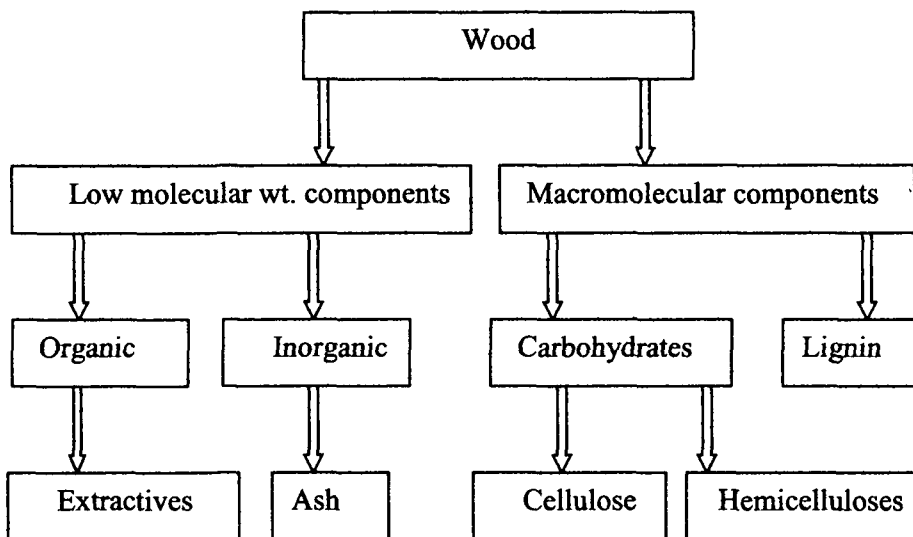 Wood
Low molecular wt. components
Macromolecular components
Organic
Inorganic
Carbohydrates
Lignin
Extractives
Ash
Cellulose
Hemicelluloses